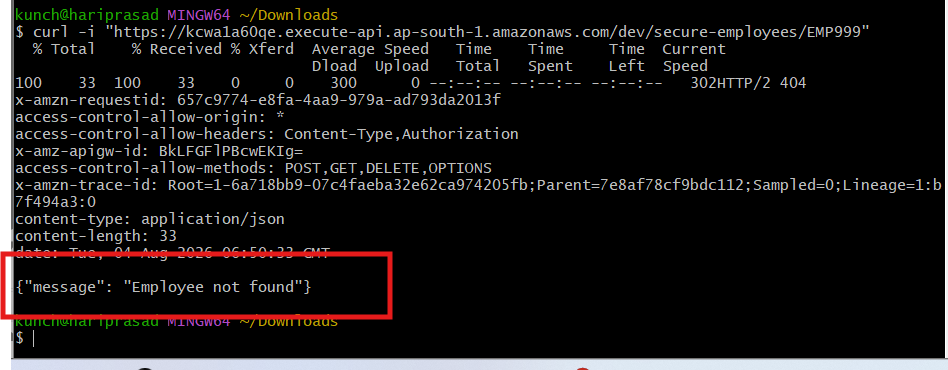 kunch@hariprasad MINGW64 ~/Downloads
$ curl -i "https://kcwa1a60qe.execute-api.ap-south-1.amazonaws.com/dev/secure-employees/EMP999"
  % Total    % Received % Xferd  Average Speed   Time    Time     Time  Current
                                 Dload  Upload   Total   Spent    Left  Speed
100    33  100    33    0     0    300      0 --:--:-- --:--:-- --:--:--   302HTTP/2 404
x-amzn-requestid: 657c9774-e8fa-4aa9-979a-ad793da2013f
access-control-allow-origin: *
access-control-allow-headers: Content-Type,Authorization
x-amz-apigw-id: BkLFGFlPBcwEKIg=
access-control-allow-methods: POST,GET,DELETE,OPTIONS
x-amzn-trace-id: Root=1-6a718bb9-07c4faeba32e62ca974205fb;Parent=7e8af78cf9bdc112;Sampled=0;Lineage=1:b
7f494a3:0
content-type: application/json
content-length: 33
date: Tue, 04 Aug 2026 06:50:33 GMT
{"message": "Employee not found"}
kunch@hariprasad MINGW64 ~/Downloads
$